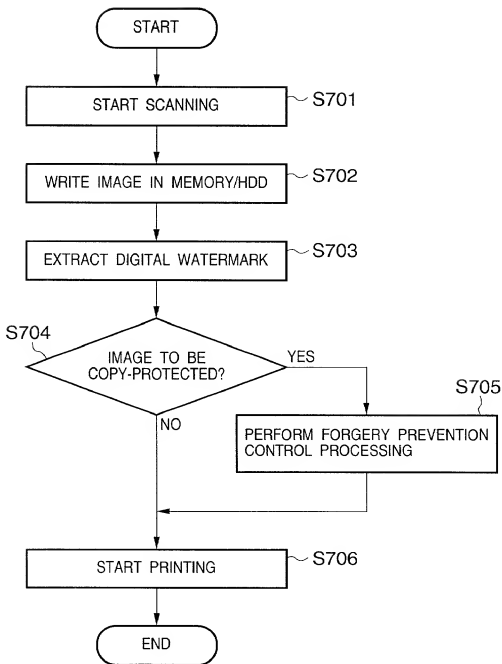 START
START SCANNING
S701
WRITE IMAGE IN MEMORY/HDD
S702
EXTRACT DIGITAL WATERMARK
S703
S704
IMAGE TO BE
COPY-PROTECTED?
YES
NO
S705
PERFORM FORGERY PREVENTION
CONTROL PROCESSING
START PRINTING
S706
END